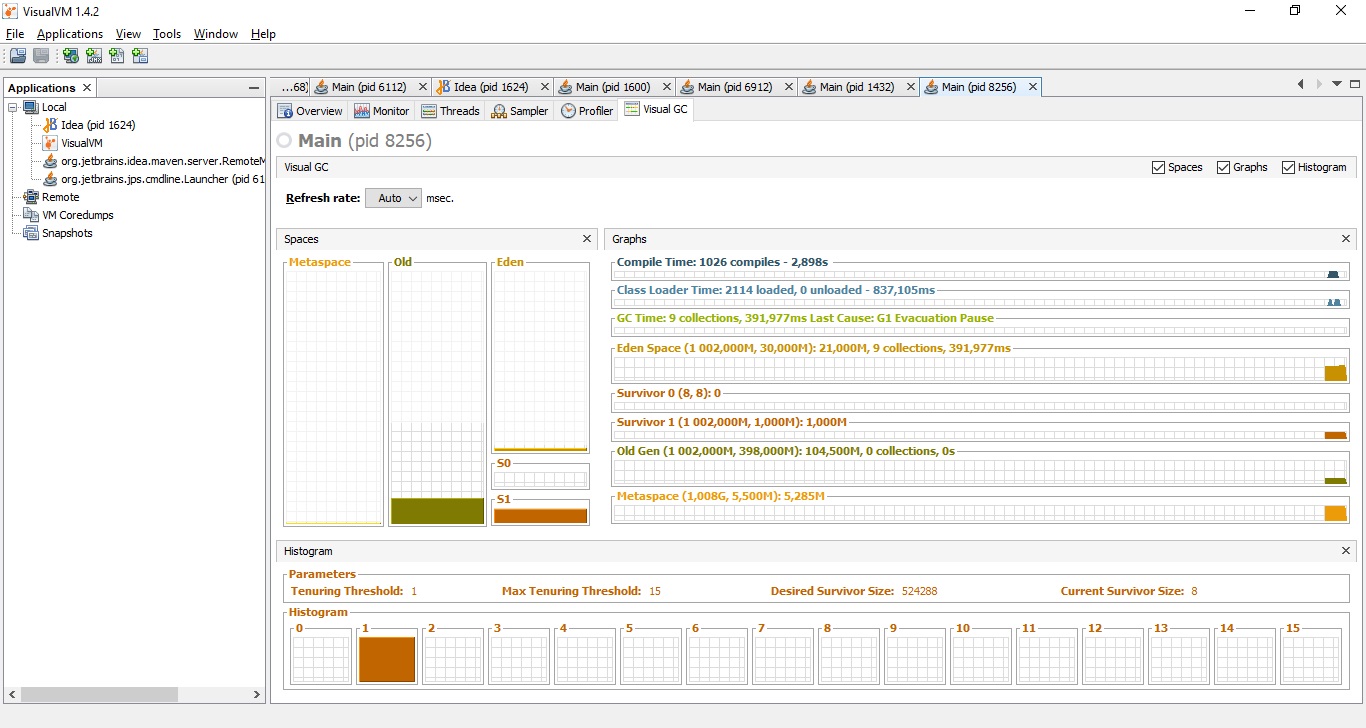 VisualVM 1.4.2
File Applications View Tools Window Help
Applications
...68) Main (pid 6112) Idea (pid 1624) Main (pid 1600) Main (pid 6912) Main (pid 1432) Main (pid 8256)
Local
Idea (pid 1624)
VisualVM
org.jetbrains.idea.maven.server.RemoteM
org.jetbrains.jps.cmdline.Launcher (pid 61
Remote
VM Coredumps
Snapshots
Overview Monitor Threads Sampler Profiler Visual GC
Main (pid 8256)
Visual GC Spaces Graphs Histogram
Refresh rate: Auto msec.
Spaces
Metaspace Old Eden
S0
S1
Graphs
Compile Time: 1026 compiles - 2,898s
Class Loader Time: 2114 loaded, 0 unloaded - 837,105ms
GC Time: 9 collections, 391,977ms Last Cause: G1 Evacuation Pause
Eden Space (1 002,000M, 30,000M): 21,000M, 9 collections, 391,977ms
Survivor 0 (8, 8): 0
Survivor 1 (1 002,000M, 1,000M): 1,000M
Old Gen (1 002,000M, 398,000M): 104,500M, 0 collections, 0s
Metaspace (1,008G, 5,500M): 5,285M
Histogram
Parameters
Tenuring Threshold: 1 Max Tenuring Threshold: 15 Desired Survivor Size: 524288 Current Survivor Size: 8
Histogram
0 1 2 3 4 5 6 7 8 9 10 11 12 13 14 15